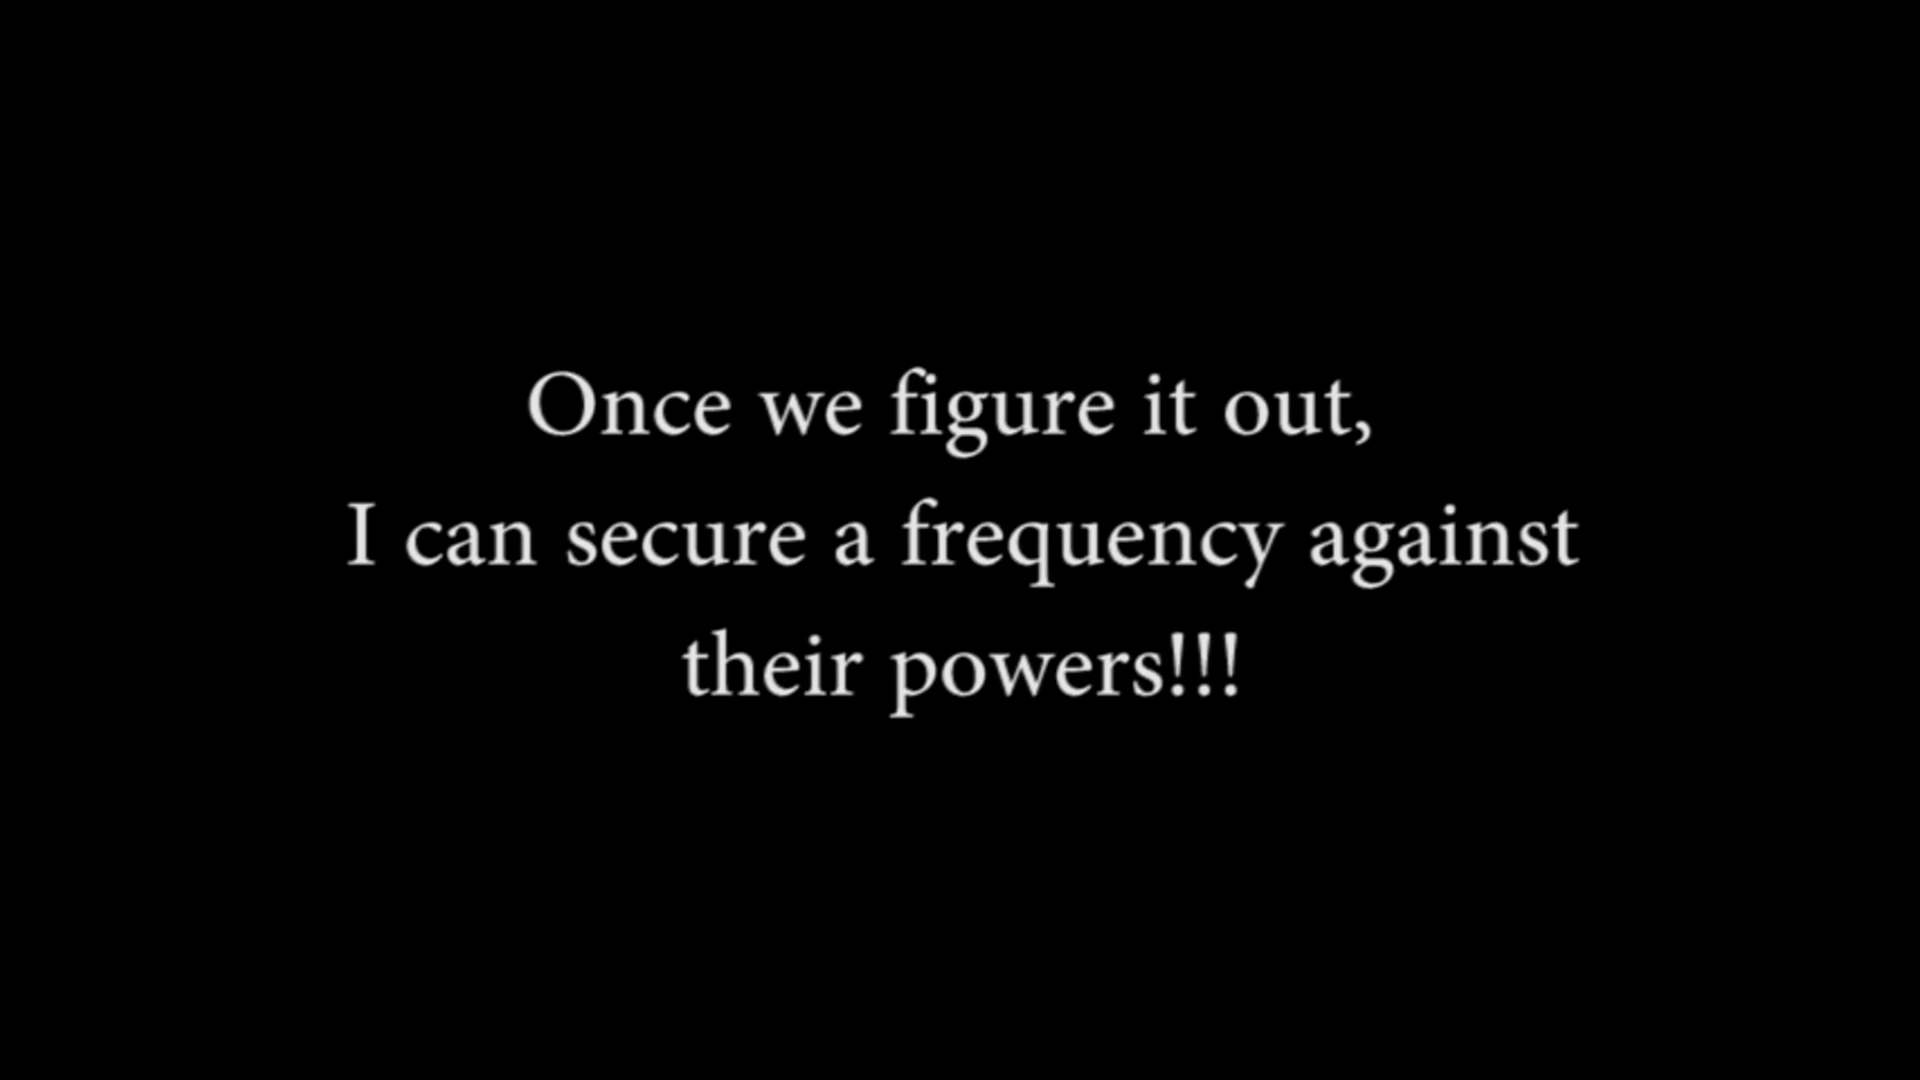 Once we figure it out,
I can secure a frequency against
their powers!!!